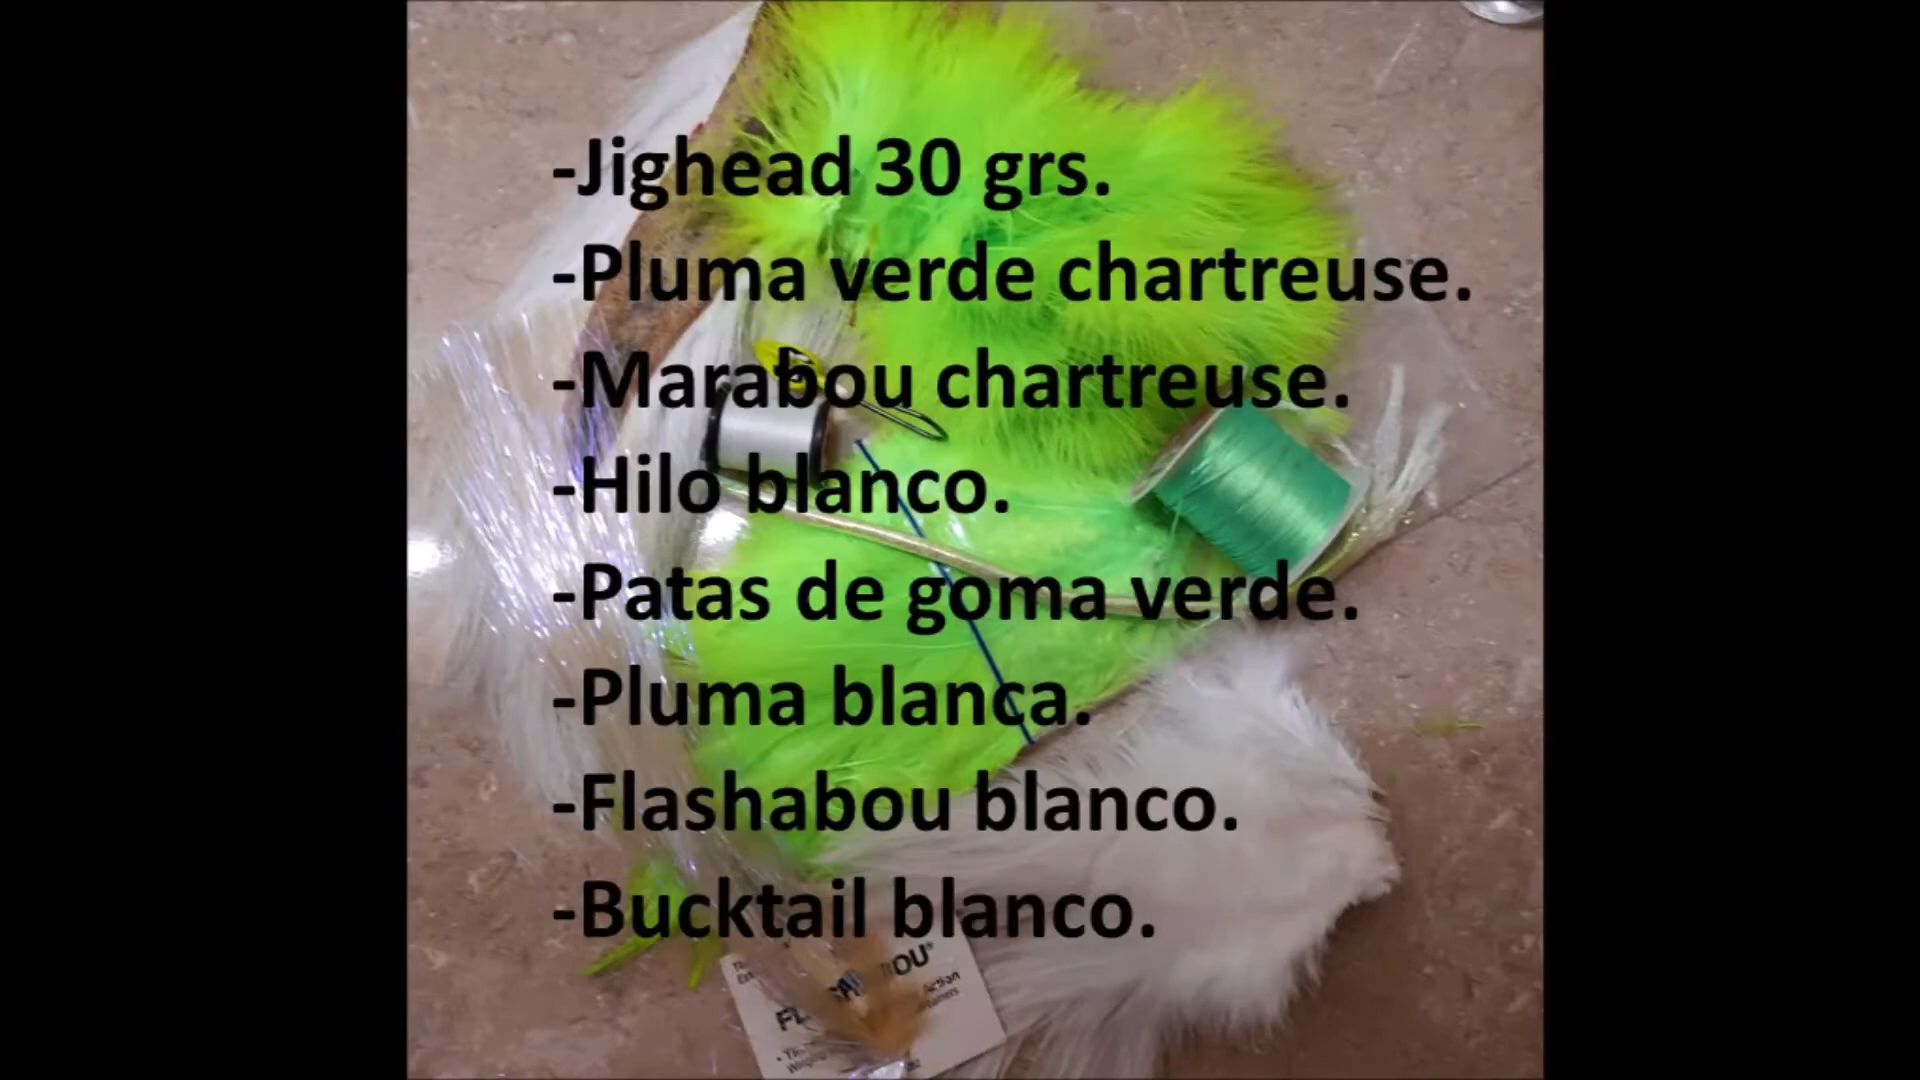 -Jighead 30 grs.
-Pluma verde chartreuse.
-Marabou chartreuse.
-Hilo blanco.
-Patas de goma verde.
-Pluma blanca.
-Flashabou blanco.
-Bucktail blanco.